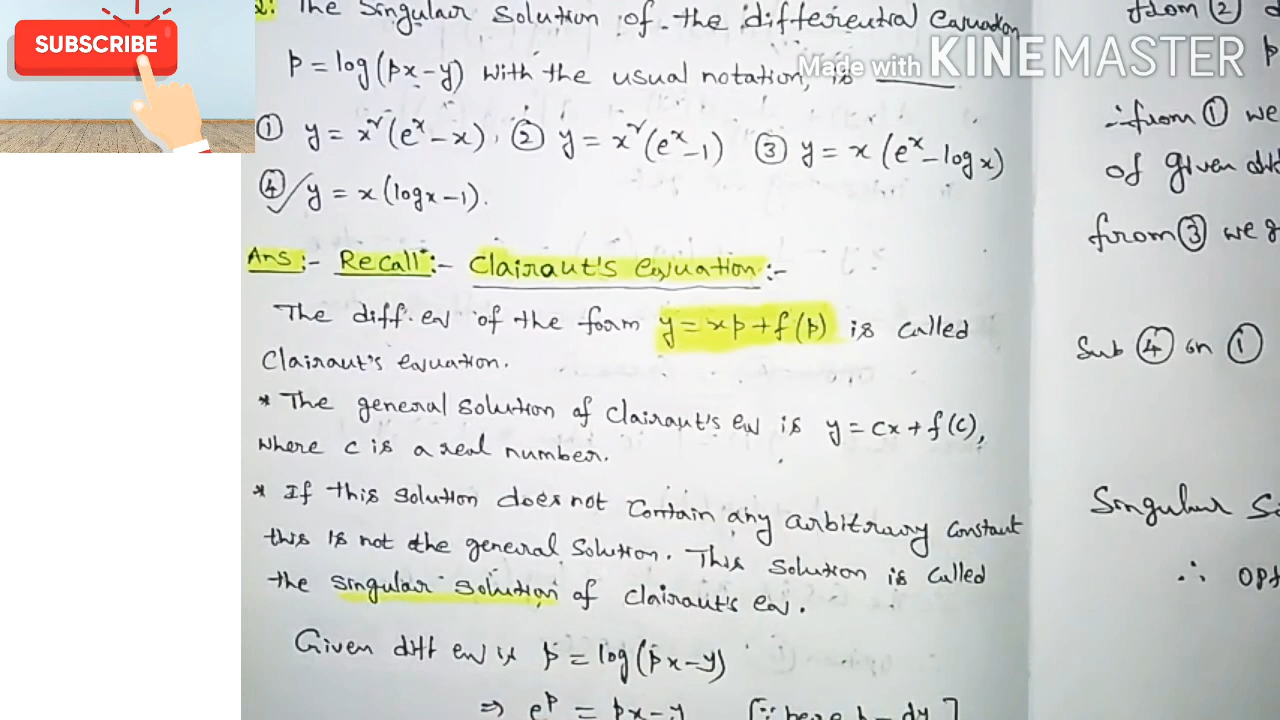 SUBSCRIBE
Made with KINEMASTER
The Singular Solution of the differential Equation
p = log(px-y) with the usual notation, is ____
① y = x²(eˣ - x). ② y = x²(eˣ-1) ③ y = x (eˣ - log x)
④ y = x (logx-1).
Ans:- Recall:- Clairaut's equation:-
The diff. eq of the form y = xp + f(p) is called
Clairaut's equation.
* The general solution of Clairaut's eq is y = cx + f(c),
where c is a real number.
* If this solution does not contain any arbitrary constant
this is not the general solution. This solution is called
the singular solution of Clairaut's eq.
Given diff eq is p = log(px-y)
⇒ eᵖ = px-y [∵ here p = dy ]
from ②
p
∴ from ① we
of given
from ③ we
Sub ④ on ①
Singular
∴